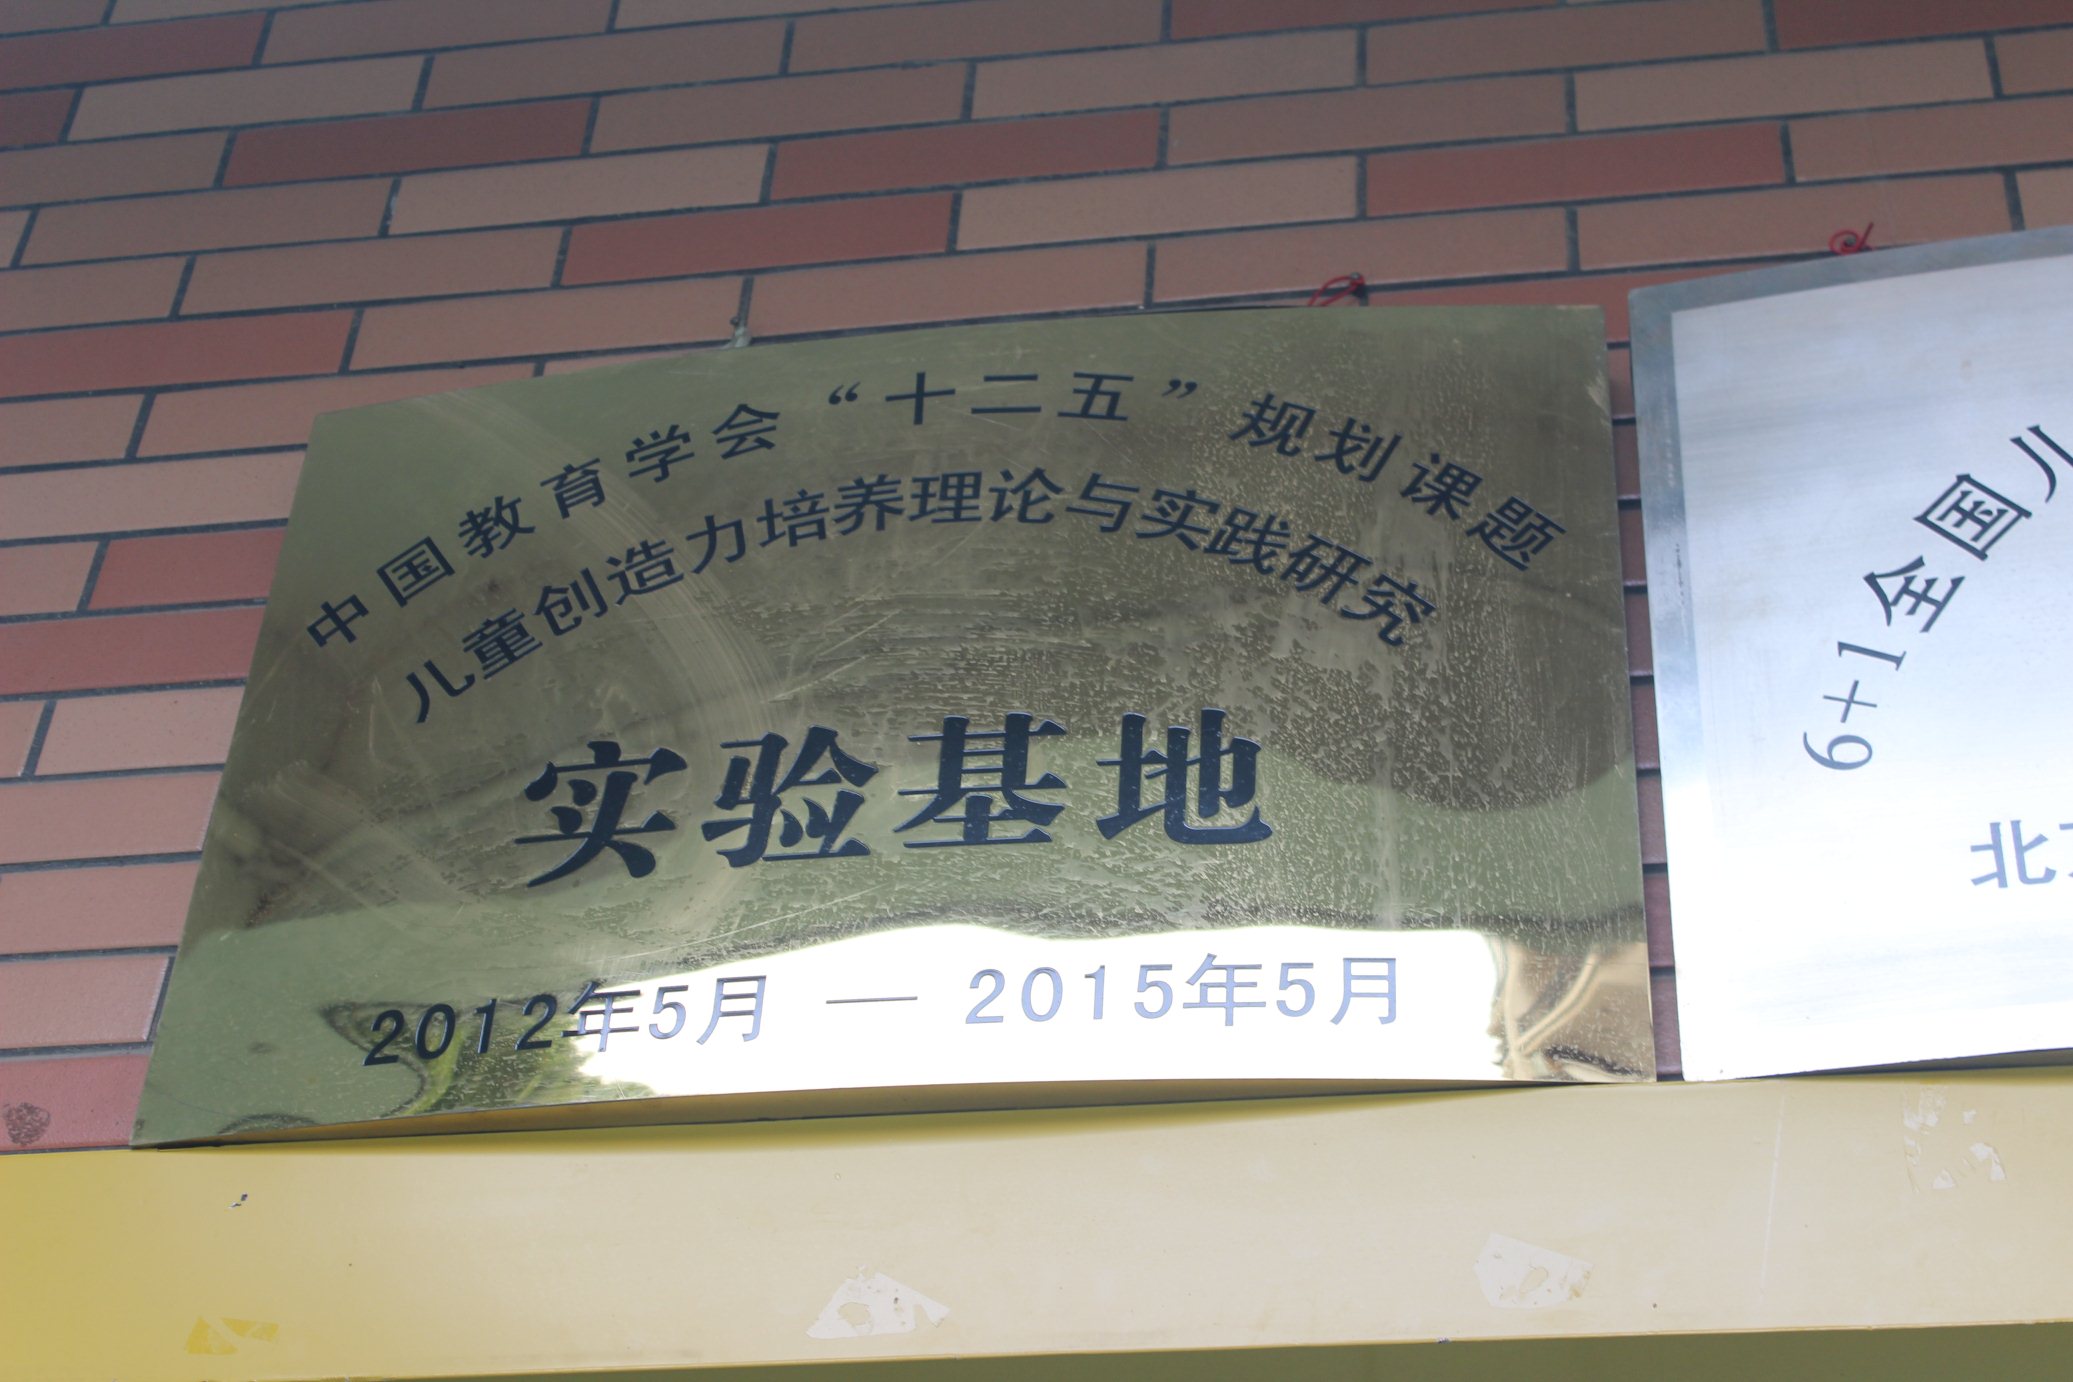 中国教育学会“十二五”规划课题
儿童创造力培养理论与实践研究
实验基地
2012年5月 — 2015年5月
6+1全国儿
北